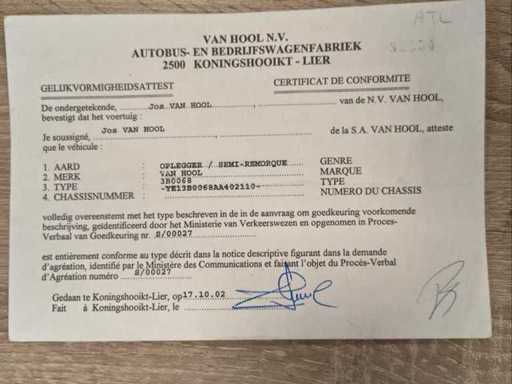 ATL
VAN HOOL N.V.
AUTOBUS- EN BEDRIJFSWAGENFABRIEK
2500 KONINGSHOOIKT - LIER
GELIJKVORMIGHEIDSATTEST
CERTIFICAT DE CONFORMITE
De ondergetekende, Jos VAN HOOL, van de N.V. VAN HOOL,
bevestigt dat het voertuig :
Je soussigné, Jos VAN HOOL de la S.A. VAN HOOL, atteste
que le véhicule :
1. AARD : OPLEGGER / SEMI-REMORQUE GENRE
2. MERK : VAN HOOL MARQUE
3. TYPE : 3B0068 TYPE
4. CHASSISNUMMER : -YE13B0068AA402110- NUMERO DU CHASSIS
volledig overeenstemt met het type beschreven in de in de aanvraag om goedkeuring voorkomende
beschrijving, geïdentificeerd door het Ministerie van Verkeerswezen en opgenomen in Proces-
Verbaal van Goedkeuring nr. S/00027
est entièrement conforme au type décrit dans la notice descriptive figurant dans la demande
d'agréation, identifié par le Ministère des Communications et faisant l'objet du Procès-Verbal
d'Agréation numéro S/00027
Gedaan te Koningshooikt-Lier, op 17.10.02
Fait à Koningshooikt-Lier, le